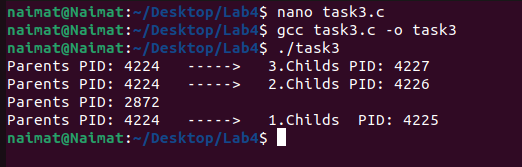 naimat@Naimat:~/Desktop/Lab4$ nano task3.c
naimat@Naimat:~/Desktop/Lab4$ gcc task3.c -o task3
naimat@Naimat:~/Desktop/Lab4$ ./task3
Parents PID: 4224   ----->   3.Childs PID: 4227
Parents PID: 4224   ----->   2.Childs PID: 4226
Parents PID: 2872
Parents PID: 4224   ----->   1.Childs  PID: 4225
naimat@Naimat:~/Desktop/Lab4$